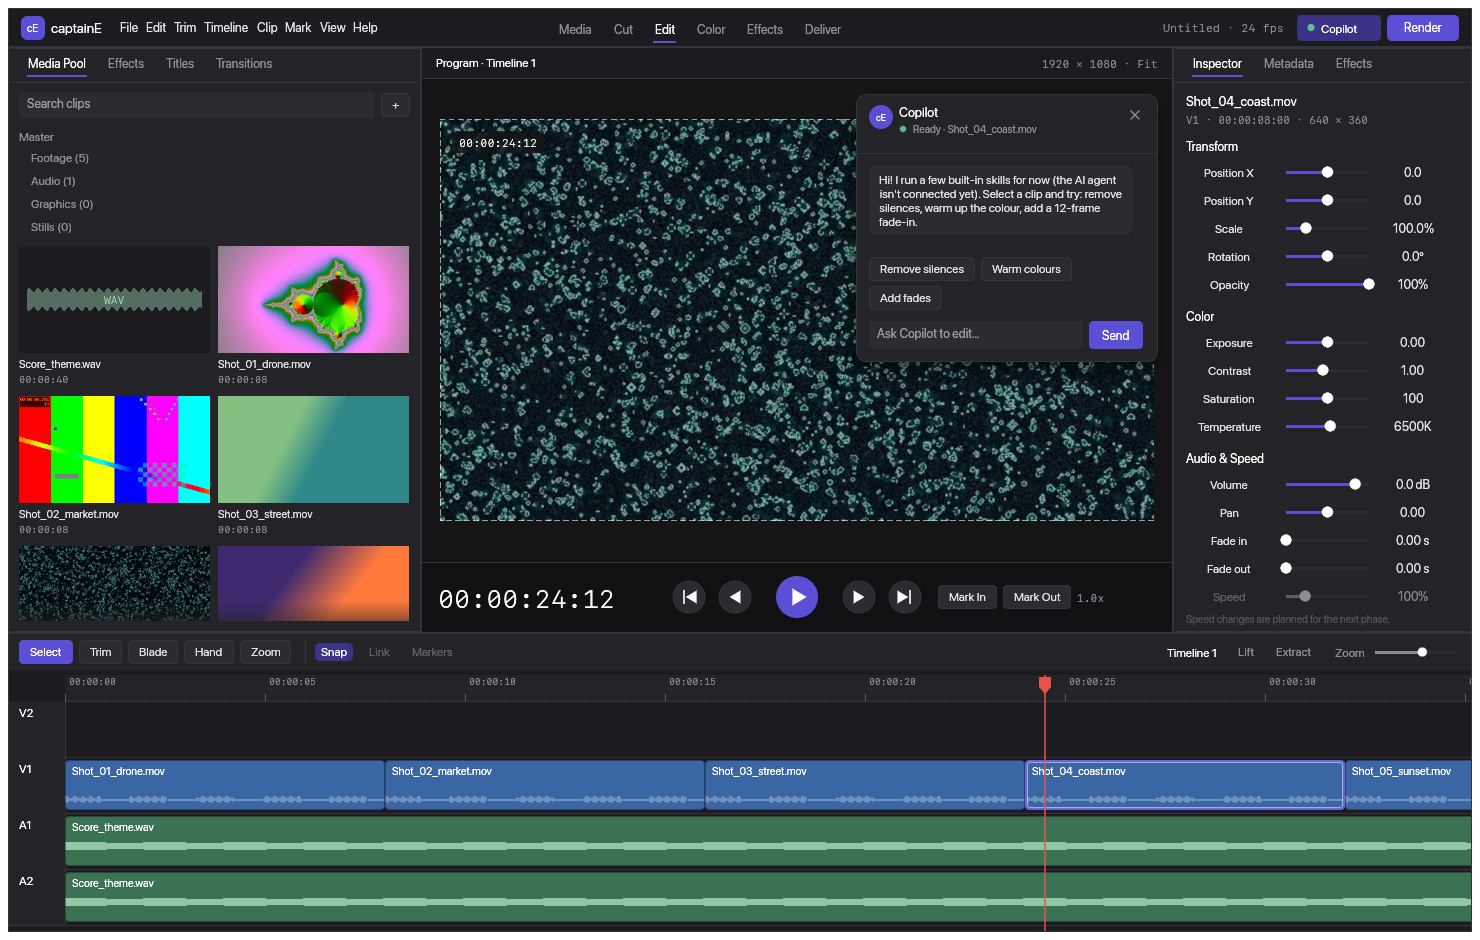 cE captainE File Edit Trim Timeline Clip Mark View Help
Media Cut Edit Color Effects Deliver
Untitled · 24 fps Copilot Render
Media Pool Effects Titles Transitions
Search clips +
Master
Footage (5)
Audio (1)
Graphics (0)
Stills (0)
WAV
Score_theme.wav
00:00:40
Shot_01_drone.mov
00:00:08
Shot_02_market.mov
00:00:08
Shot_03_street.mov
00:00:08
Program · Timeline 1 1920 × 1080 · Fit
00:00:24:12
cE Copilot
Ready · Shot_04_coast.mov
Hi! I run a few built-in skills for now (the AI agent
isn't connected yet). Select a clip and try: remove
silences, warm up the colour, add a 12-frame
fade-in.
Remove silences Warm colours
Add fades
Ask Copilot to edit... Send
00:00:24:12 Mark In Mark Out 1.0x
Inspector Metadata Effects
Shot_04_coast.mov
V1 · 00:00:08:00 · 640 × 360
Transform
Position X 0.0
Position Y 0.0
Scale 100.0%
Rotation 0.0°
Opacity 100%
Color
Exposure 0.00
Contrast 1.00
Saturation 100
Temperature 6500K
Audio & Speed
Volume 0.0 dB
Pan 0.00
Fade in 0.00 s
Fade out 0.00 s
Speed 100%
Speed changes are planned for the next phase.
Select Trim Blade Hand Zoom Snap Link Markers
Timeline 1 Lift Extract Zoom
00:00:00 00:00:05 00:00:10 00:00:15 00:00:20 00:00:25 00:00:30
V2
V1 Shot_01_drone.mov Shot_02_market.mov Shot_03_street.mov Shot_04_coast.mov Shot_05_sunset.mov
A1 Score_theme.wav
A2 Score_theme.wav